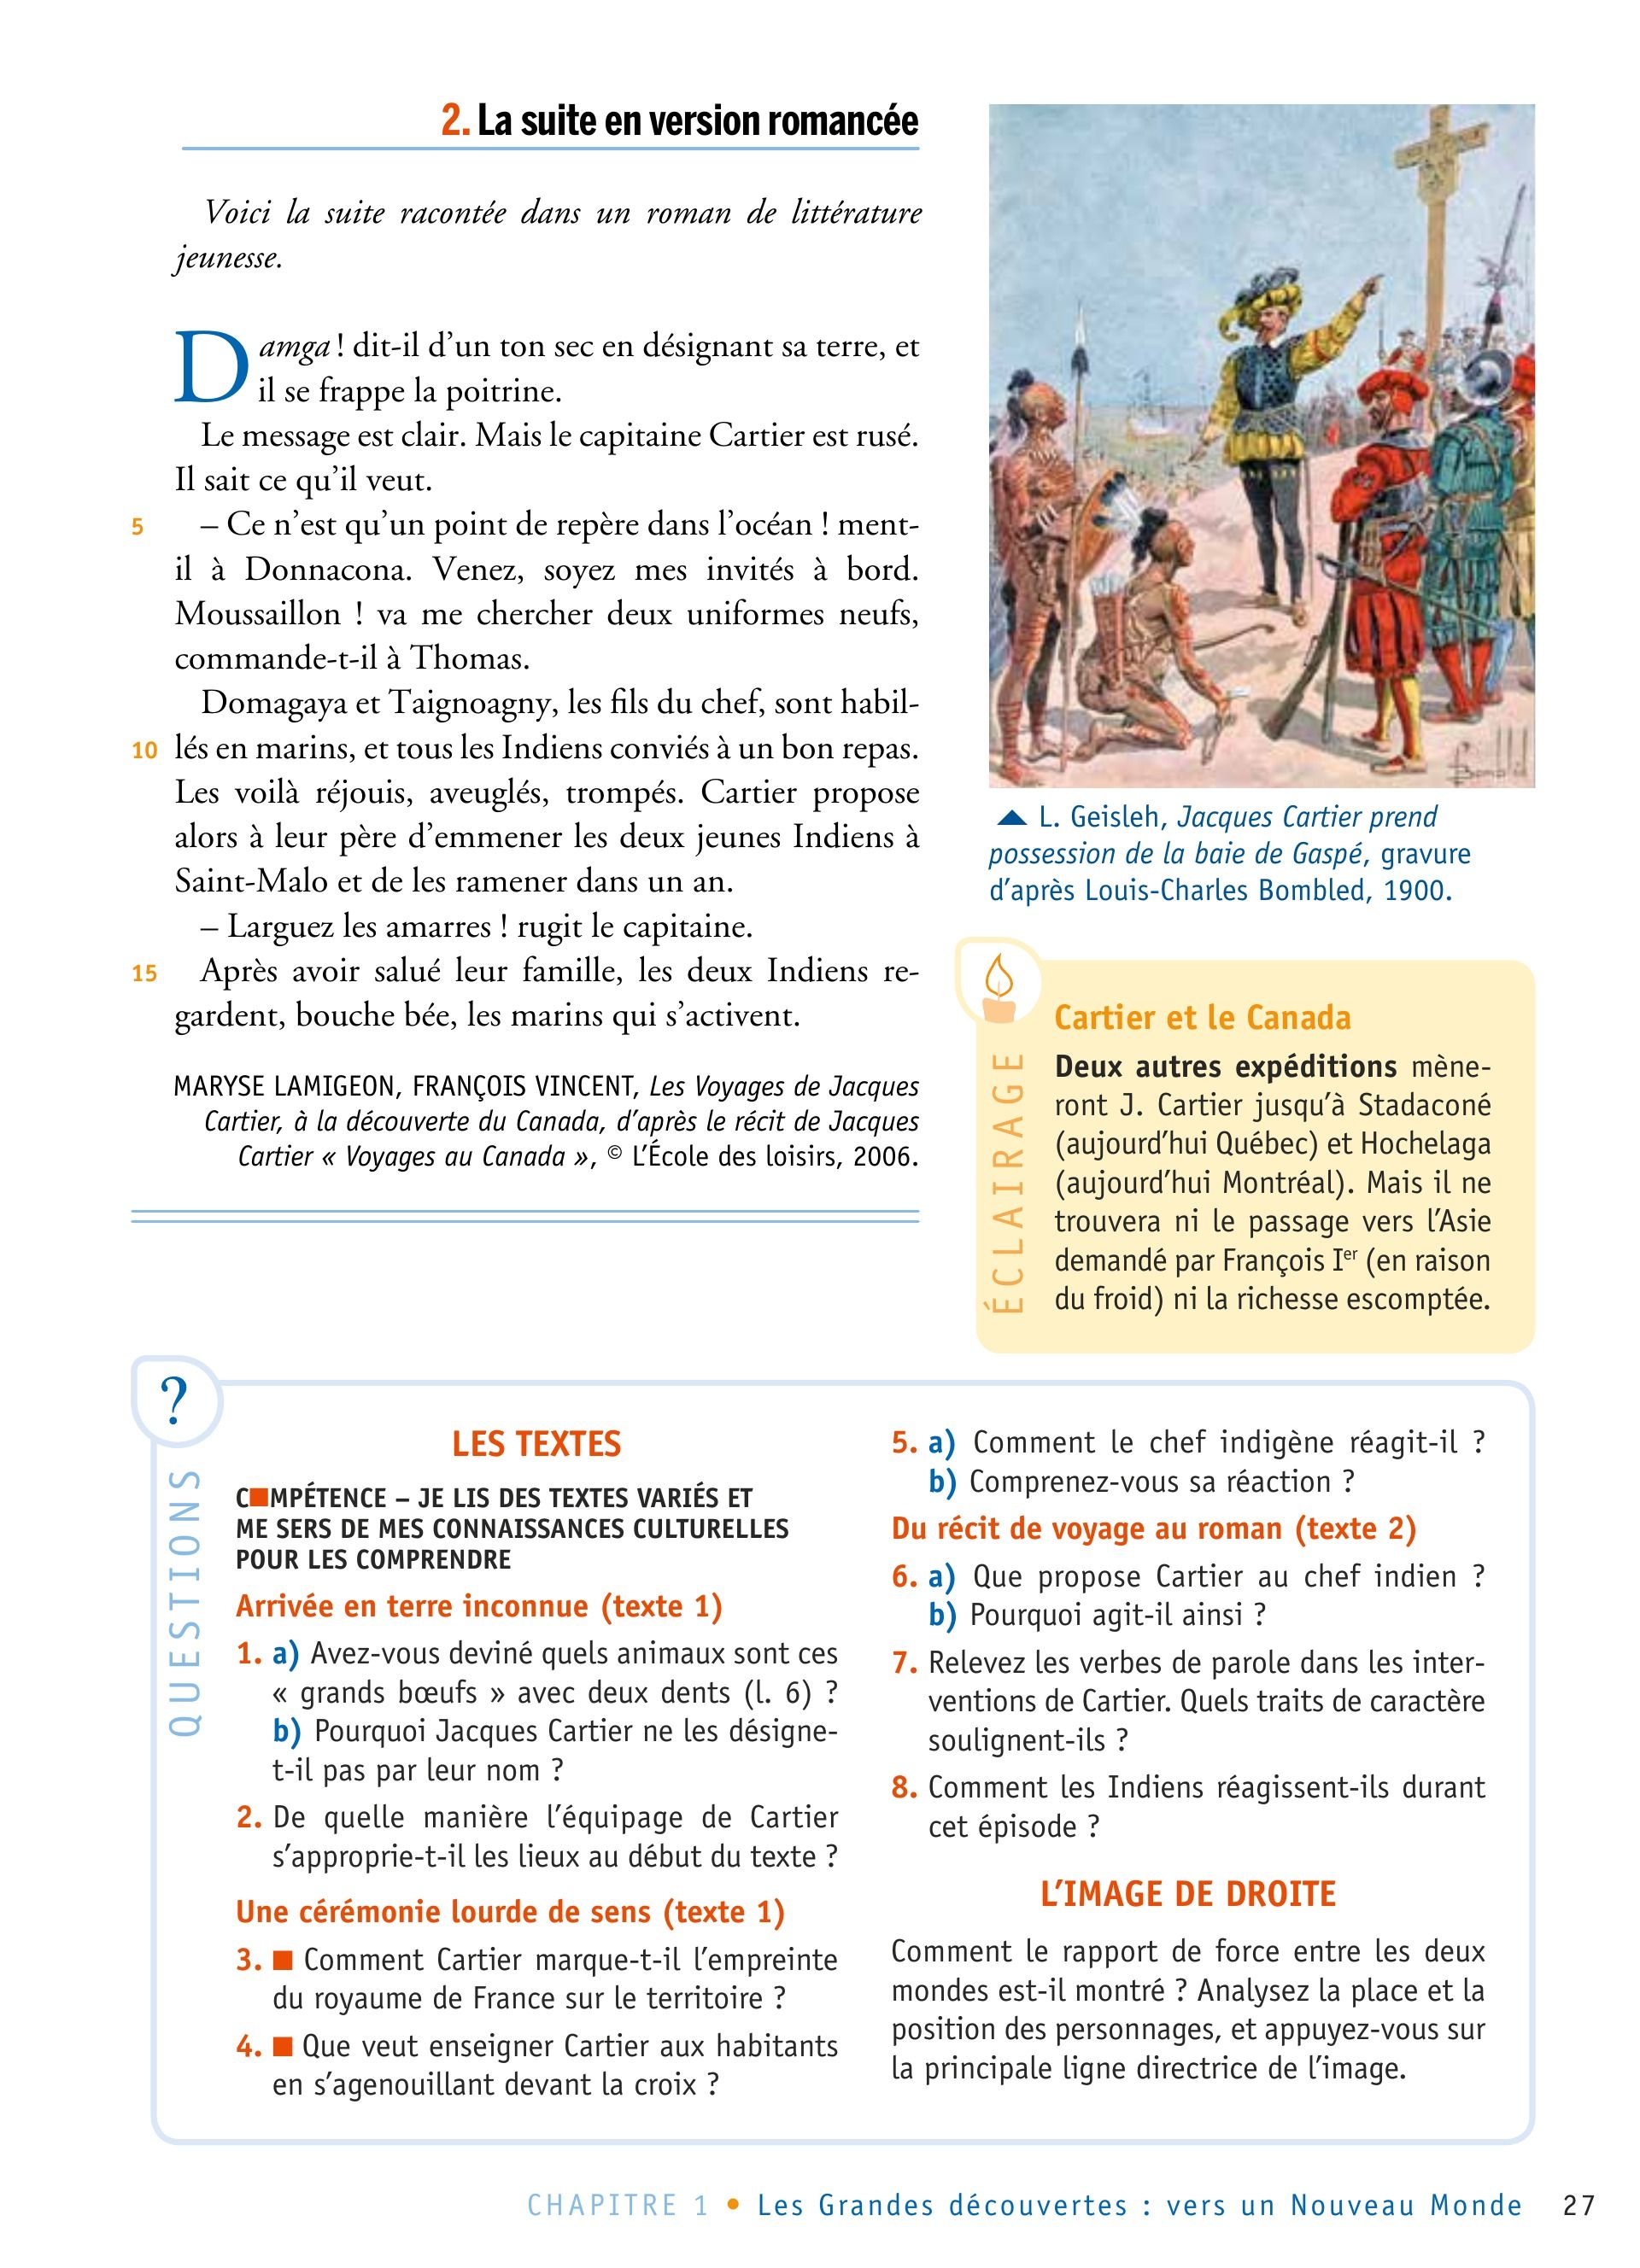 2. La suite en version romancée
Voici la suite racontée dans un roman de littérature
jeunesse.
Damga ! dit-il d’un ton sec en désignant sa terre, et
il se frappe la poitrine.
Le message est clair. Mais le capitaine Cartier est rusé.
Il sait ce qu’il veut.
5 – Ce n’est qu’un point de repère dans l’océan ! ment-
il à Donnacona. Venez, soyez mes invités à bord.
Moussaillon ! va me chercher deux uniformes neufs,
commande-t-il à Thomas.
Domagaya et Taignoagny, les fils du chef, sont habil-
10 lés en marins, et tous les Indiens conviés à un bon repas.
Les voilà réjouis, aveuglés, trompés. Cartier propose
alors à leur père d’emmener les deux jeunes Indiens à
Saint-Malo et de les ramener dans un an.
– Larguez les amarres ! rugit le capitaine.
15 Après avoir salué leur famille, les deux Indiens re-
gardent, bouche bée, les marins qui s’activent.
MARYSE LAMIGEON, FRANÇOIS VINCENT, Les Voyages de Jacques
Cartier, à la découverte du Canada, d’après le récit de Jacques
Cartier « Voyages au Canada », © L’École des loisirs, 2006.
▲ L. Geisleh, Jacques Cartier prend
possession de la baie de Gaspé, gravure
d’après Louis-Charles Bombled, 1900.
ÉCLAIRAGE
Cartier et le Canada
Deux autres expéditions mène-
ront J. Cartier jusqu’à Stadaconé
(aujourd’hui Québec) et Hochelaga
(aujourd’hui Montréal). Mais il ne
trouvera ni le passage vers l’Asie
demandé par François Ier (en raison
du froid) ni la richesse escomptée.
?
QUESTIONS
LES TEXTES
C■MPÉTENCE – JE LIS DES TEXTES VARIÉS ET
ME SERS DE MES CONNAISSANCES CULTURELLES
POUR LES COMPRENDRE
Arrivée en terre inconnue (texte 1)
1. a) Avez-vous deviné quels animaux sont ces
« grands bœufs » avec deux dents (l. 6) ?
b) Pourquoi Jacques Cartier ne les désigne-
t-il pas par leur nom ?
2. De quelle manière l’équipage de Cartier
s’approprie-t-il les lieux au début du texte ?
Une cérémonie lourde de sens (texte 1)
3. ■ Comment Cartier marque-t-il l’empreinte
du royaume de France sur le territoire ?
4. ■ Que veut enseigner Cartier aux habitants
en s’agenouillant devant la croix ?
5. a) Comment le chef indigène réagit-il ?
b) Comprenez-vous sa réaction ?
Du récit de voyage au roman (texte 2)
6. a) Que propose Cartier au chef indien ?
b) Pourquoi agit-il ainsi ?
7. Relevez les verbes de parole dans les inter-
ventions de Cartier. Quels traits de caractère
soulignent-ils ?
8. Comment les Indiens réagissent-ils durant
cet épisode ?
L’IMAGE DE DROITE
Comment le rapport de force entre les deux
mondes est-il montré ? Analysez la place et la
position des personnages, et appuyez-vous sur
la principale ligne directrice de l’image.
CHAPITRE 1 • Les Grandes découvertes : vers un Nouveau Monde 27